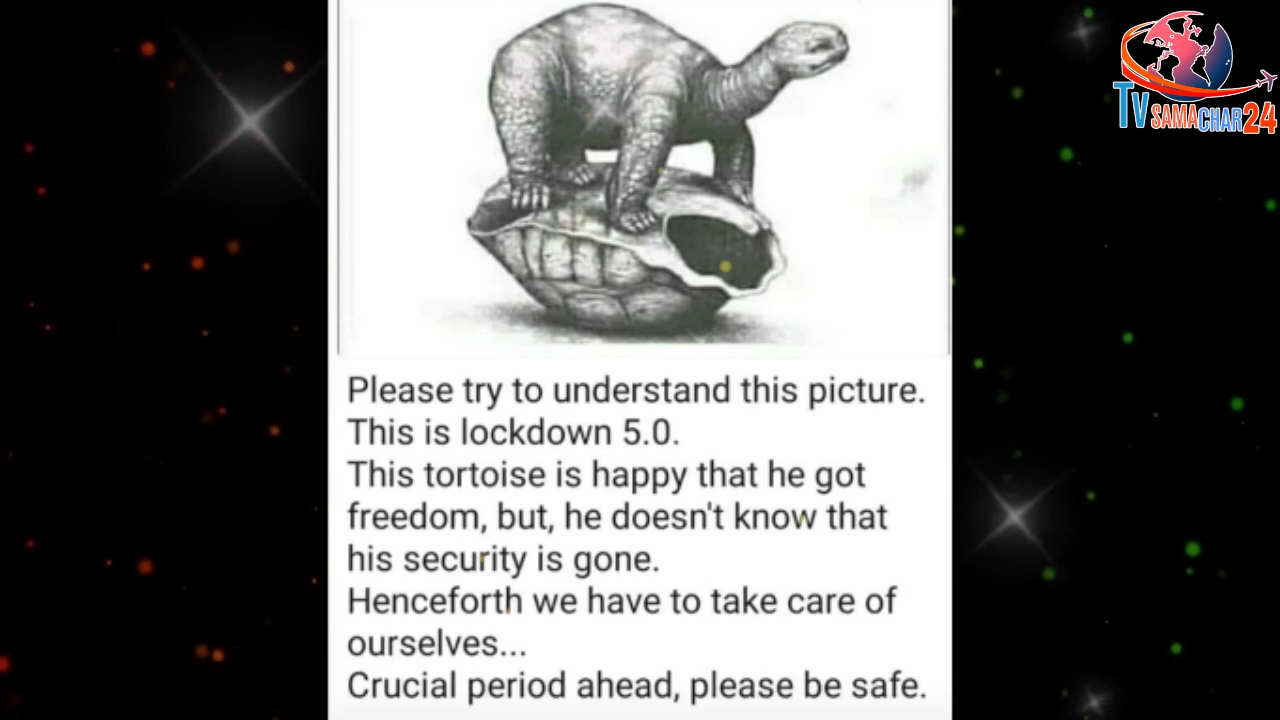 TV SAMACHAR 24
Please try to understand this picture.
This is lockdown 5.0.
This tortoise is happy that he got
freedom, but, he doesn't know that
his security is gone.
Henceforth we have to take care of
ourselves...
Crucial period ahead, please be safe.